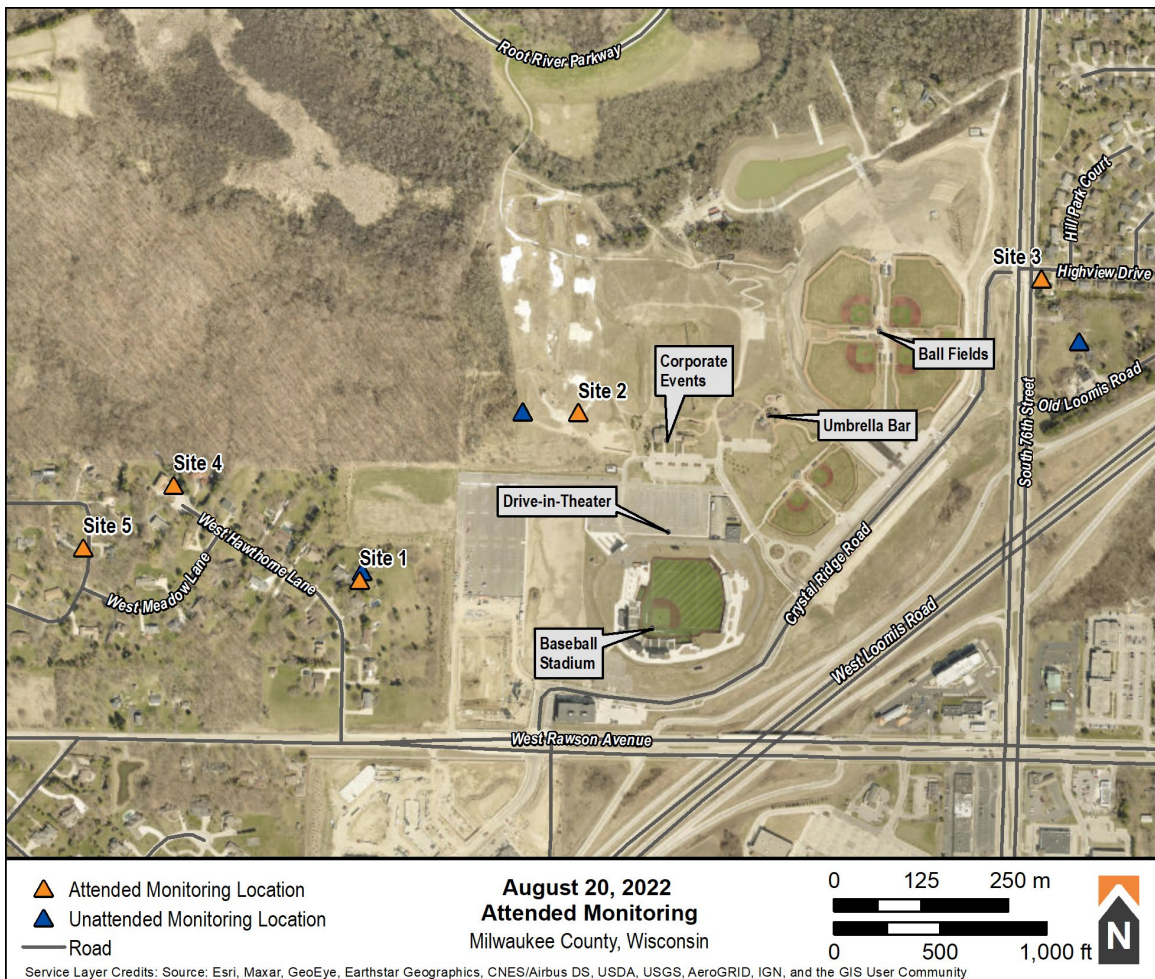 Root River Parkway
Hill Park Court
Site 3
Highview Drive
Ball Fields
Corporate
Events
Old Loomis Road
Site 2
Umbrella Bar
South 76th Street
Site 4
Drive-in-Theater
Site 5
West Hawthorne Lane
Site 1
West Meadow Lane
Crystal Ridge Road
West Loomis Road
Baseball
Stadium
West Rawson Avenue
Attended Monitoring Location
Unattended Monitoring Location
Road
August 20, 2022
Attended Monitoring
Milwaukee County, Wisconsin
0 125 250 m
0 500 1,000 ft
N
Service Layer Credits: Source: Esri, Maxar, GeoEye, Earthstar Geographics, CNES/Airbus DS, USDA, USGS, AeroGRID, IGN, and the GIS User Community